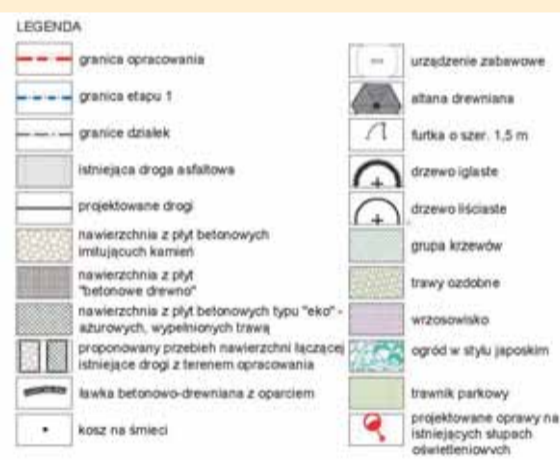 LEGENDA
granica opracowania
granica etapu 1
granice działek
istniejąca droga asfaltowa
projektowane drogi
nawierzchnia z płyt betonowych
imitujących kamień
nawierzchnia z płyt
"betonowe drewno"
nawierzchnia z płyt betonowych typu "eko" -
ażurowych, wypełnionych trawą
proponowany przebieh nawierzchni łączącej
istniejące drogi z terenem opracowania
ławka betonowo-drewniana z oparciem
kosz na śmieci
urządzenie zabawowe
altana drewniana
furtka o szer. 1,5 m
drzewo iglaste
drzewo liściaste
grupa krzewów
trawy ozdobne
wrzosowisko
ogród w stylu japoskim
trawnik parkowy
projektowane oprawy na
istniejących słupach
oświetleniowych